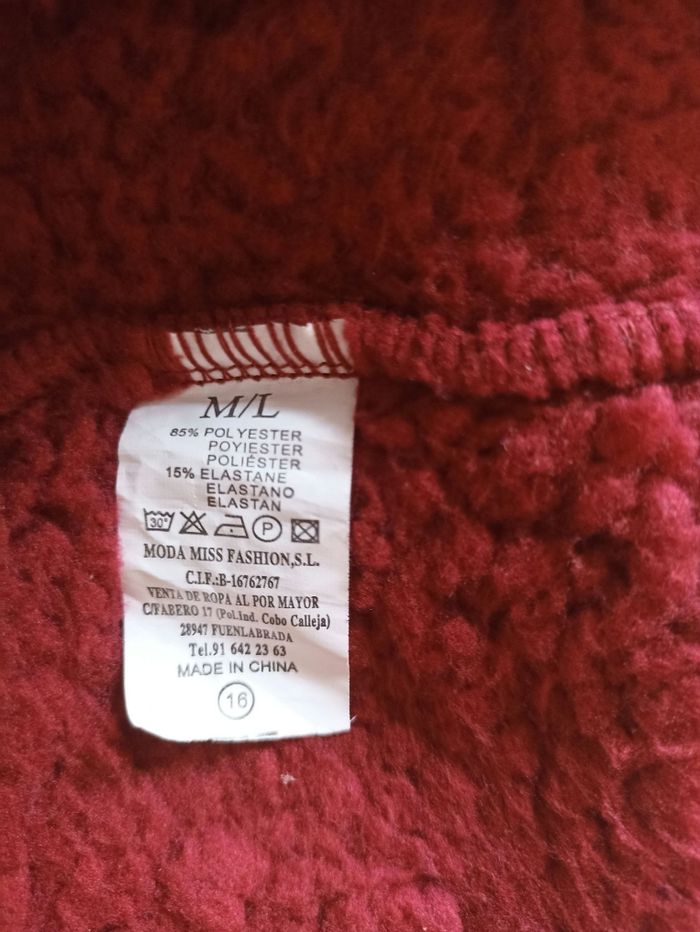 M/L
85% POLYESTER
POYIESTER
POLIÉSTER
15% ELASTANE
ELASTANO
ELASTAN
30° P
MODA MISS FASHION,S.L.
C.I.F.:B-16762767
VENTA DE ROPA AL POR MAYOR
C/FABERO 17 (Pol.ind. Cobo Calleja)
28947 FUENLABRADA
Tel.91 642 23 63
MADE IN CHINA
16